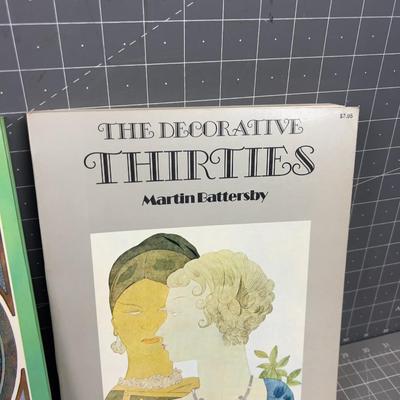 THE DECORATIVE
$7.95
THIRTIES
Martin Battersby